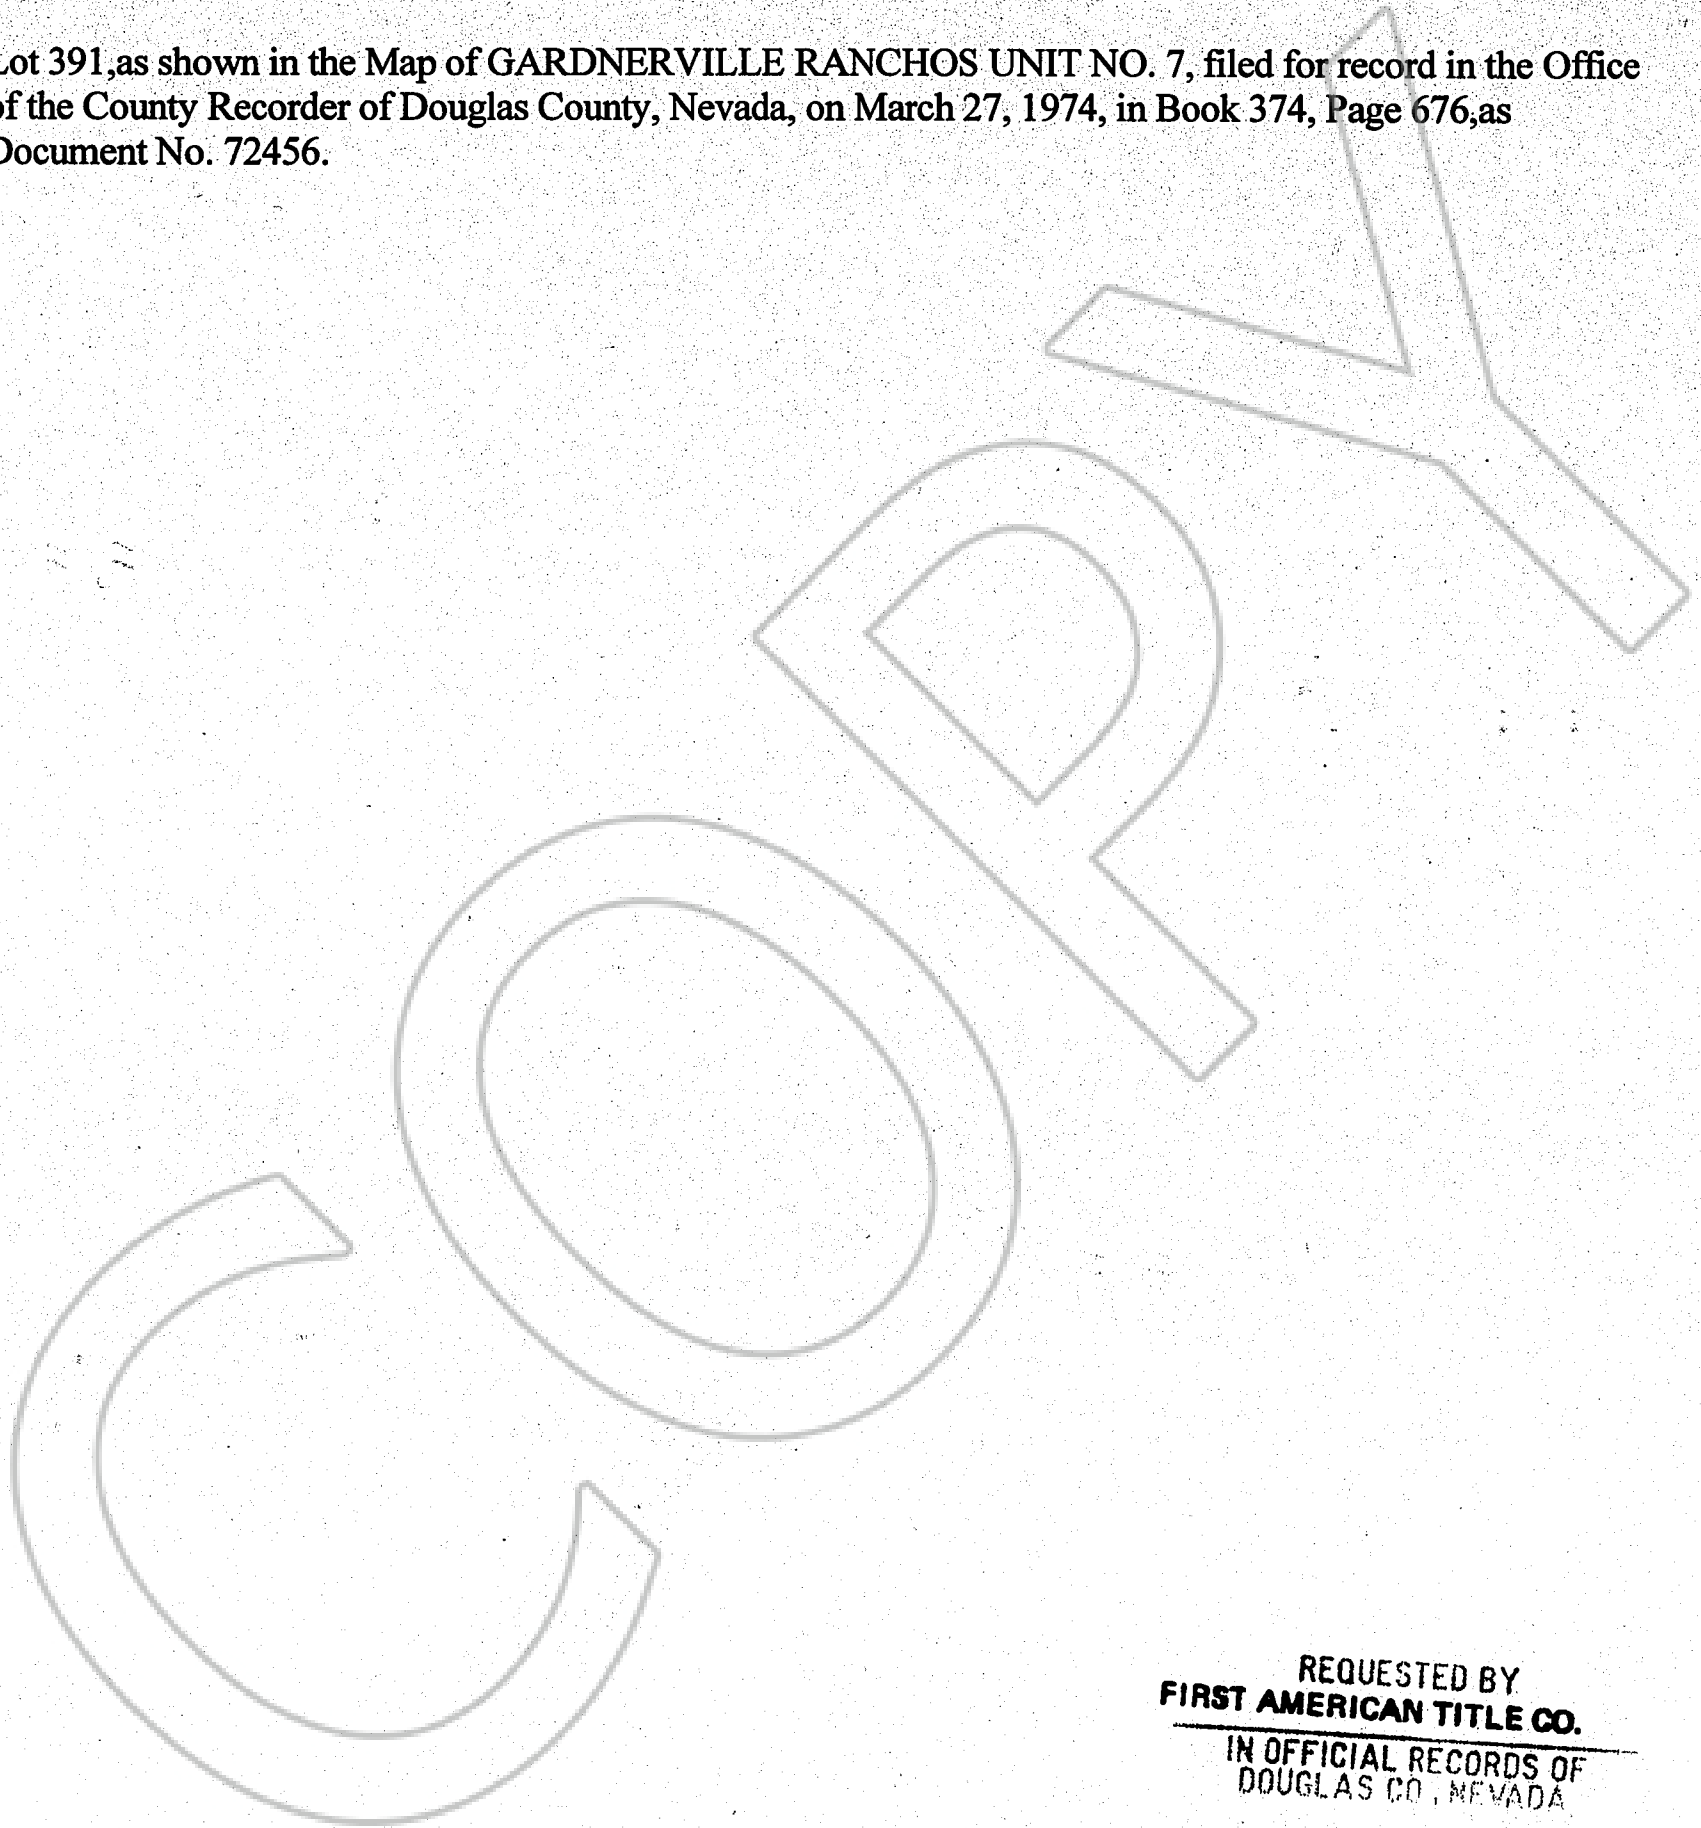 Lot 391,as shown in the Map of GARDNERVILLE RANCHOS UNIT NO. 7, filed for record in the Office
of the County Recorder of Douglas County, Nevada, on March 27, 1974, in Book 374, Page 676,as
Document No. 72456.
COPY
REQUESTED BY
FIRST AMERICAN TITLE CO.
IN OFFICIAL RECORDS OF
DOUGLAS CO., NEVADA